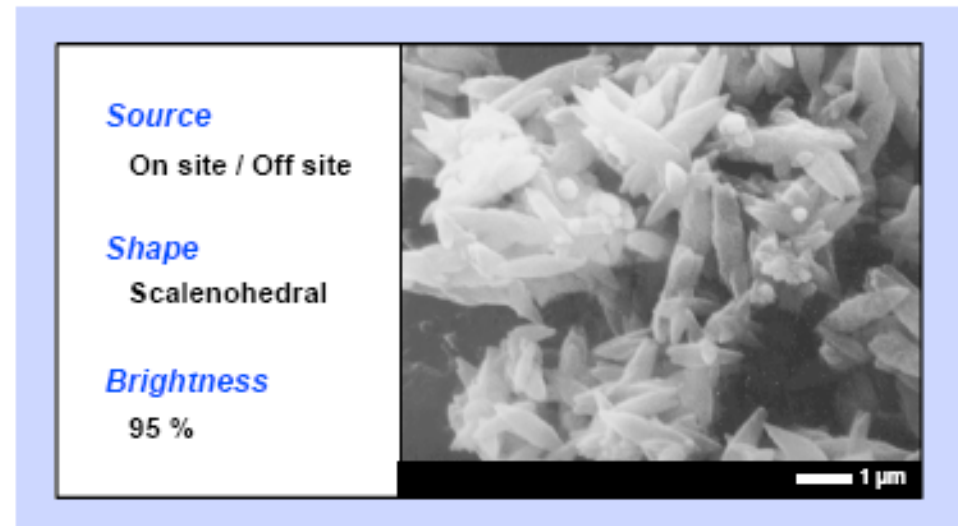 Source
On site / Off site
Shape
Scalenohedral
Brightness
95 %
1 µm